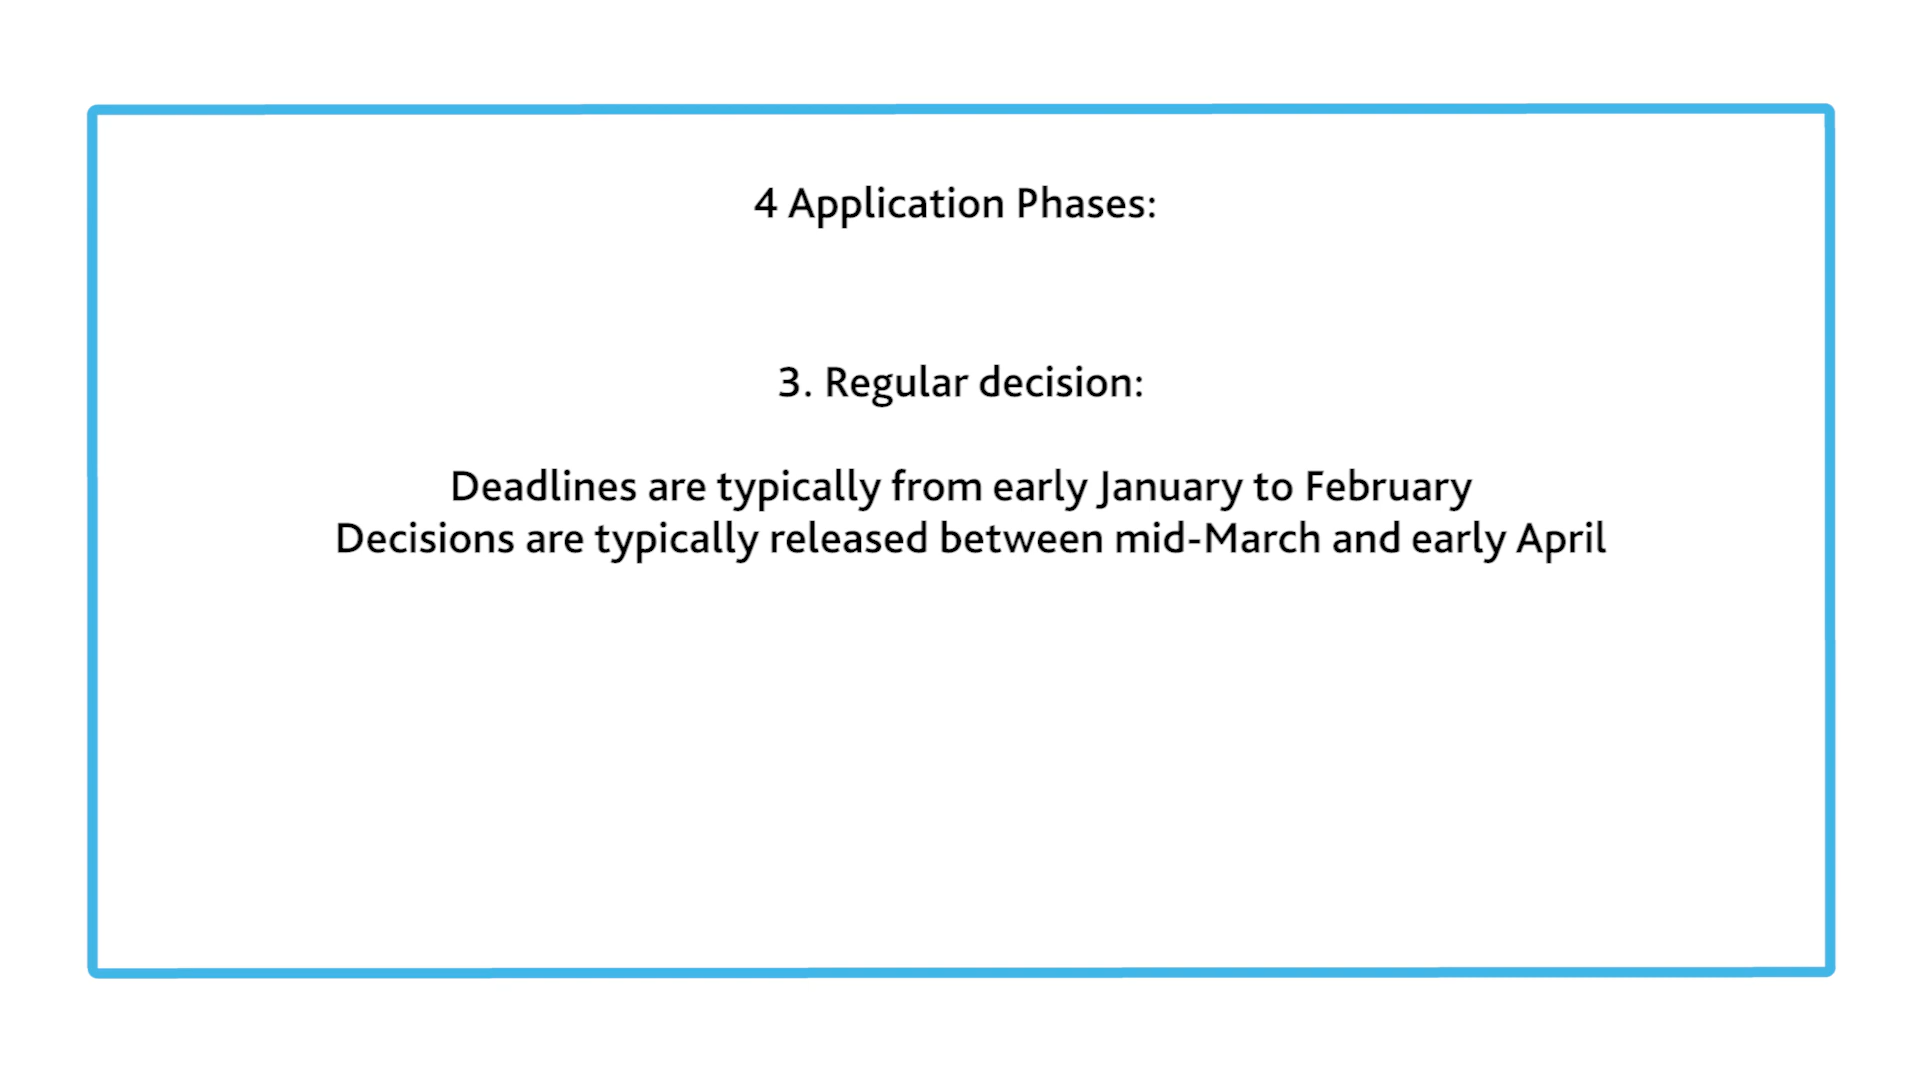 4 Application Phases:
3. Regular decision:
Deadlines are typically from early January to February
Decisions are typically released between mid-March and early April